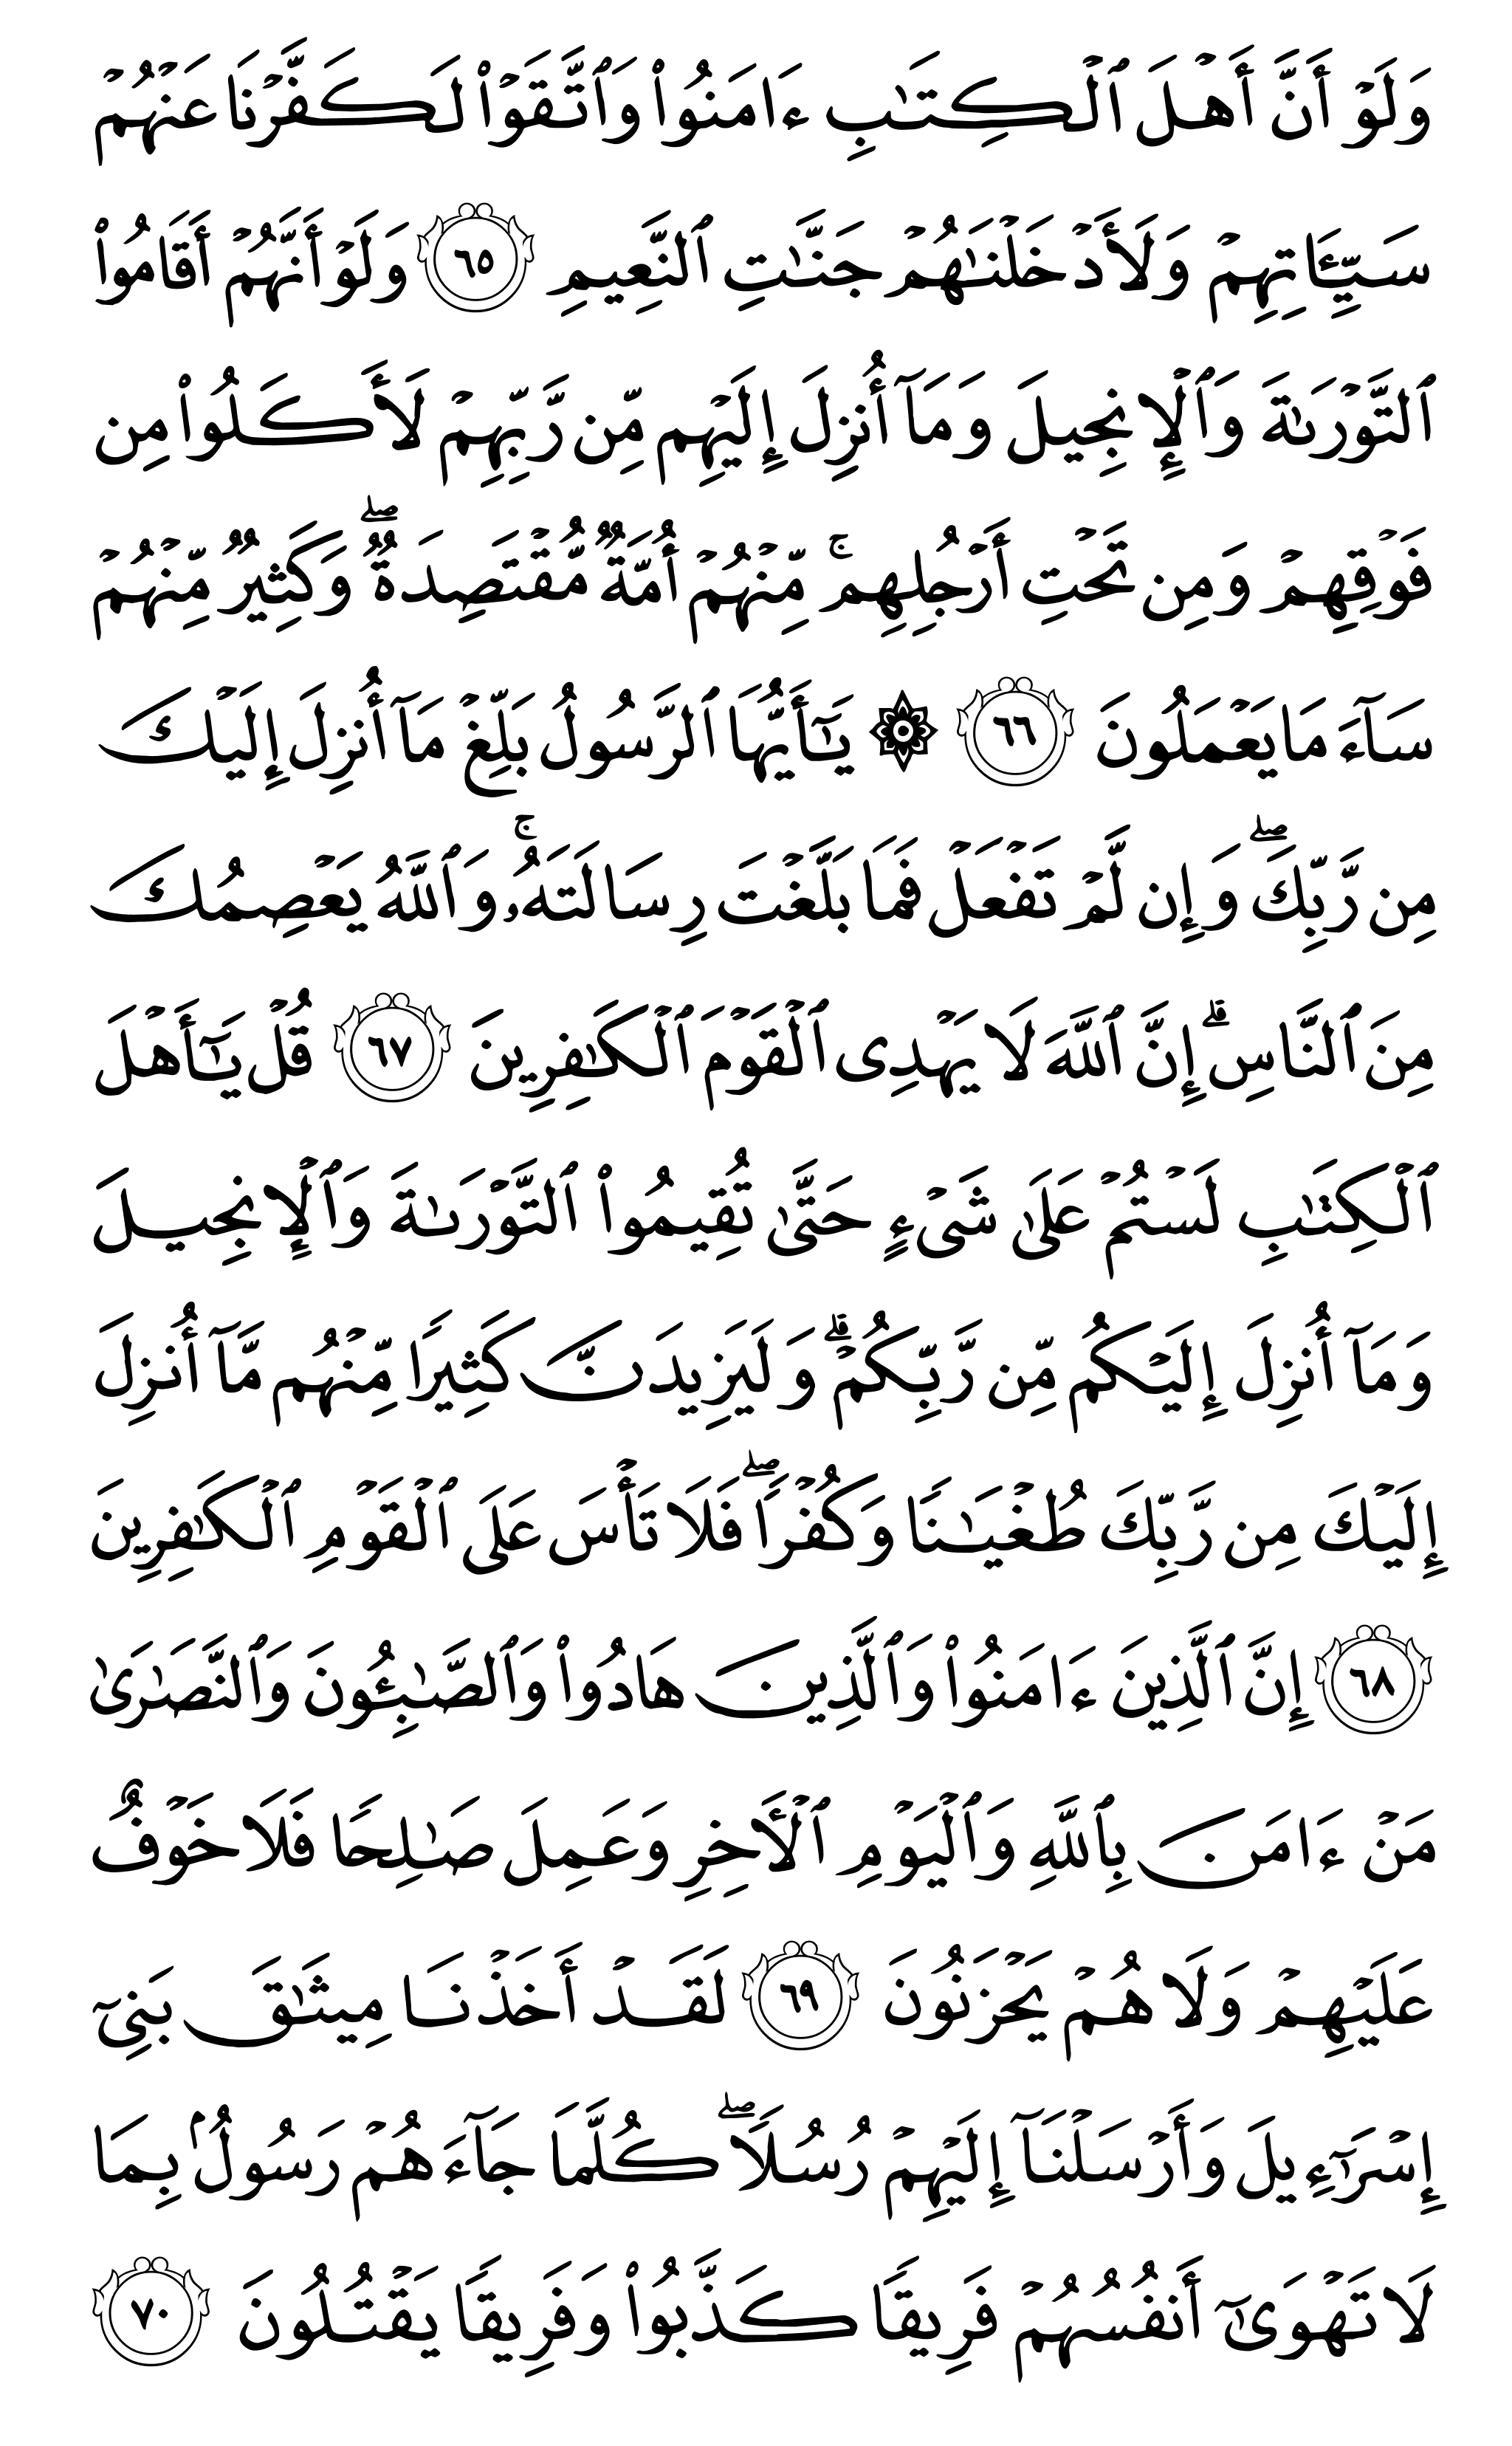 وَلَوۡ أَنَّ أَهۡلَ ٱلۡكِتَٰبِ ءَامَنُواْ وَٱتَّقَوۡاْ لَكَفَّرۡنَا عَنۡهُمۡ
سَيِّـَٔاتِهِمۡ وَلَأَدۡخَلۡنَٰهُمۡ جَنَّٰتِ ٱلنَّعِيمِ ٦٥ وَلَوۡ أَنَّهُمۡ أَقَامُواْ
ٱلتَّوۡرَىٰةَ وَٱلۡإِنجِيلَ وَمَآ أُنزِلَ إِلَيۡهِم مِّن رَّبِّهِمۡ لَأَكَلُواْ مِن
فَوۡقِهِمۡ وَمِن تَحۡتِ أَرۡجُلِهِمۚ مِّنۡهُمۡ أُمَّةٞ مُّقۡتَصِدَةٞۖ وَكَثِيرٞ مِّنۡهُمۡ
سَآءَ مَا يَعۡمَلُونَ ٦٦ ۞ يَٰٓأَيُّهَا ٱلرَّسُولُ بَلِّغۡ مَآ أُنزِلَ إِلَيۡكَ
مِن رَّبِّكَۖ وَإِن لَّمۡ تَفۡعَلۡ فَمَا بَلَّغۡتَ رِسَالَتَهُۥۚ وَٱللَّهُ يَعۡصِمُكَ
مِنَ ٱلنَّاسِۗ إِنَّ ٱللَّهَ لَا يَهۡدِي ٱلۡقَوۡمَ ٱلۡكَٰفِرِينَ ٦٧ قُلۡ يَٰٓأَهۡلَ
ٱلۡكِتَٰبِ لَسۡتُمۡ عَلَىٰ شَيۡءٍ حَتَّىٰ تُقِيمُواْ ٱلتَّوۡرَىٰةَ وَٱلۡإِنجِيلَ
وَمَآ أُنزِلَ إِلَيۡكُم مِّن رَّبِّكُمۡۗ وَلَيَزِيدَنَّ كَثِيرٗا مِّنۡهُم مَّآ أُنزِلَ
إِلَيۡكَ مِن رَّبِّكَ طُغۡيَٰنٗا وَكُفۡرٗاۖ فَلَا تَأۡسَ عَلَى ٱلۡقَوۡمِ ٱلۡكَٰفِرِينَ
٦٨ إِنَّ ٱلَّذِينَ ءَامَنُواْ وَٱلَّذِينَ هَادُواْ وَٱلصَّٰبِـُٔونَ وَٱلنَّصَٰرَىٰ
مَنۡ ءَامَنَ بِٱللَّهِ وَٱلۡيَوۡمِ ٱلۡأٓخِرِ وَعَمِلَ صَٰلِحٗا فَلَا خَوۡفٌ
عَلَيۡهِمۡ وَلَا هُمۡ يَحۡزَنُونَ ٦٩ لَقَدۡ أَخَذۡنَا مِيثَٰقَ بَنِيٓ
إِسۡرَٰٓءِيلَ وَأَرۡسَلۡنَآ إِلَيۡهِمۡ رُسُلٗاۖ كُلَّمَا جَآءَهُمۡ رَسُولُۢ بِمَا
لَا تَهۡوَىٰٓ أَنفُسُهُمۡ فَرِيقٗا كَذَّبُواْ وَفَرِيقٗا يَقۡتُلُونَ ٧٠